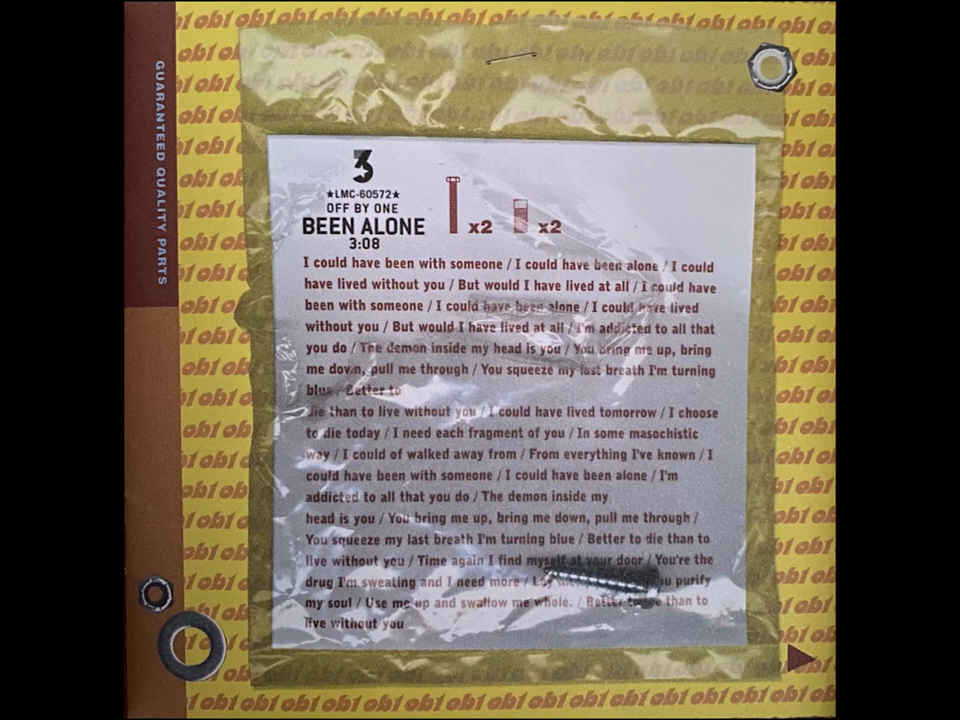 GUARANTEED QUALITY PARTS
ob1 ob1 ob1 ob1 ob1 ob1
3
★LMC-60572★
OFF BY ONE
BEEN ALONE
3:08
x2 x2
I could have been with someone / I could have been alone / I could
have lived without you / But would I have lived at all / I could have
been with someone / I could have been alone / I could have lived
without you / But would I have lived at all / I'm addicted to all that
you do / The demon inside my head is you / You bring me up, bring
me down, pull me through / You squeeze my last breath I'm turning
blue / Better to
die than to live without you / I could have lived tomorrow / I choose
to die today / I need each fragment of you / In some masochistic
way / I could of walked away from / From everything I've known / I
could have been with someone / I could have been alone / I'm
addicted to all that you do / The demon inside my
head is you / You bring me up, bring me down, pull me through /
You squeeze my last breath I'm turning blue / Better to die than to
live without you / Time again I find myself at your door / You're the
drug I'm sweating and I need more / purify
my soul / Use me up and swallow me whole. / Better to than to
live without you